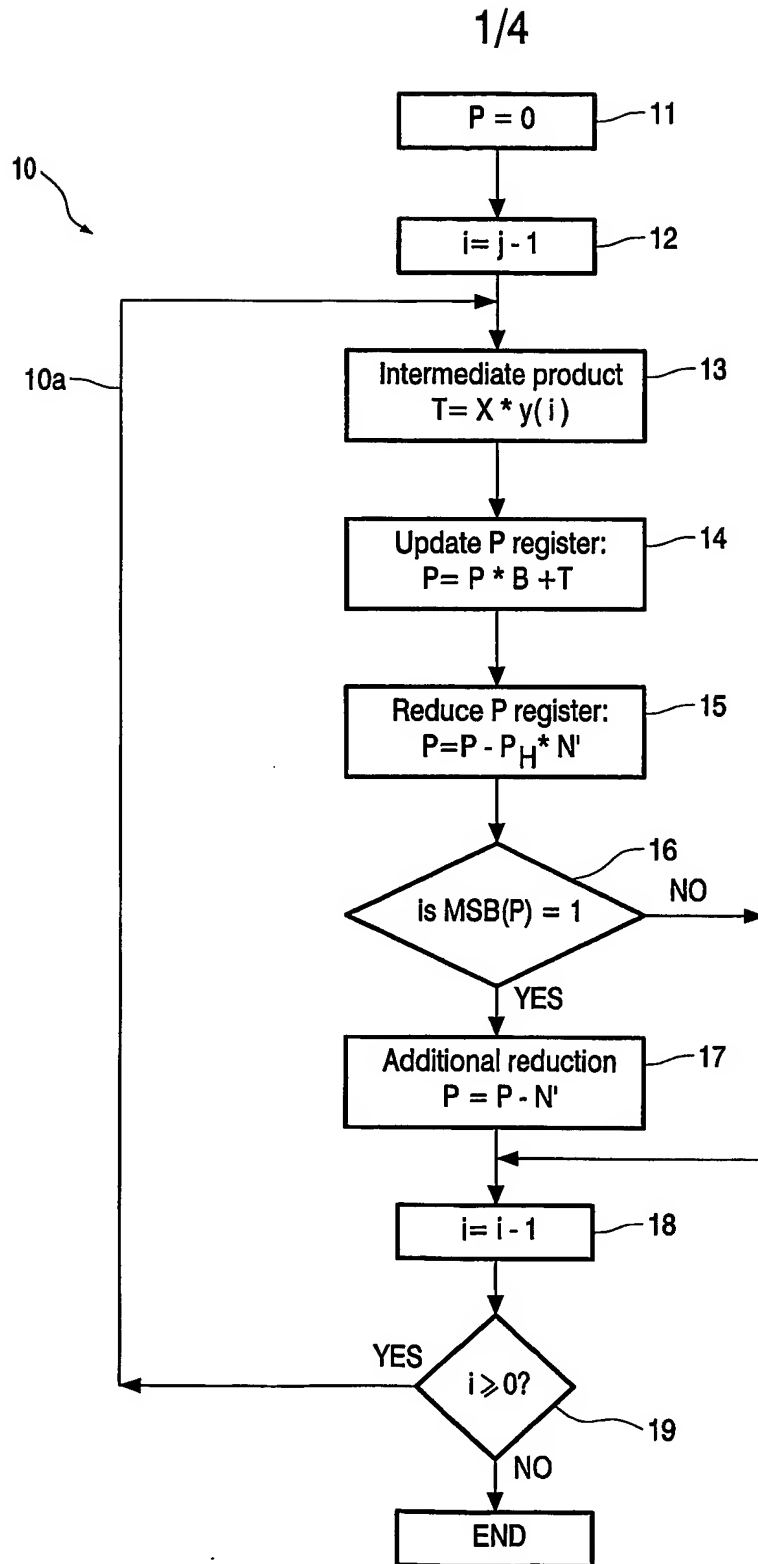 1/4
P = 0
11
10
i = j - 1
12
10a
Intermediate product
T= X * y( i )
13
Update P register:
P= P * B +T
14
Reduce P register:
P=P - PH* N'
15
16
is MSB(P) = 1
NO
YES
Additional reduction
P = P - N'
17
i= i - 1
18
YES
i ⩾ 0?
19
NO
END